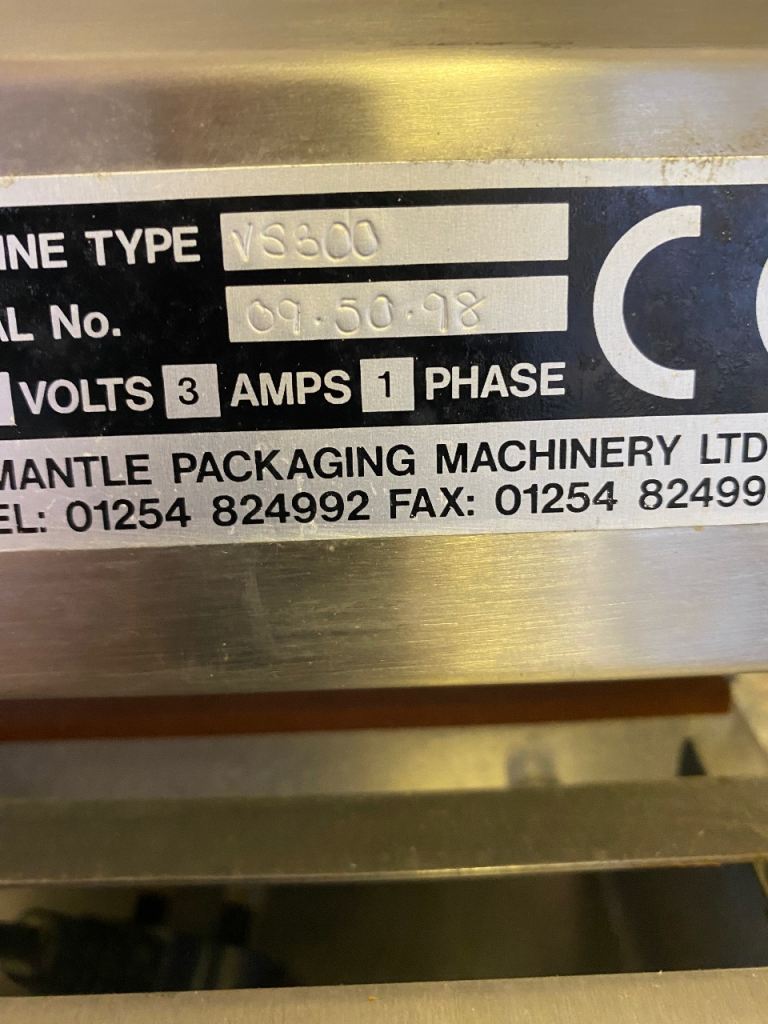 INE TYPE VS300
AL No. 09.50.98
VOLTS 3 AMPS 1 PHASE
MANTLE PACKAGING MACHINERY LTD
EL: 01254 824992 FAX: 01254 82499
CE